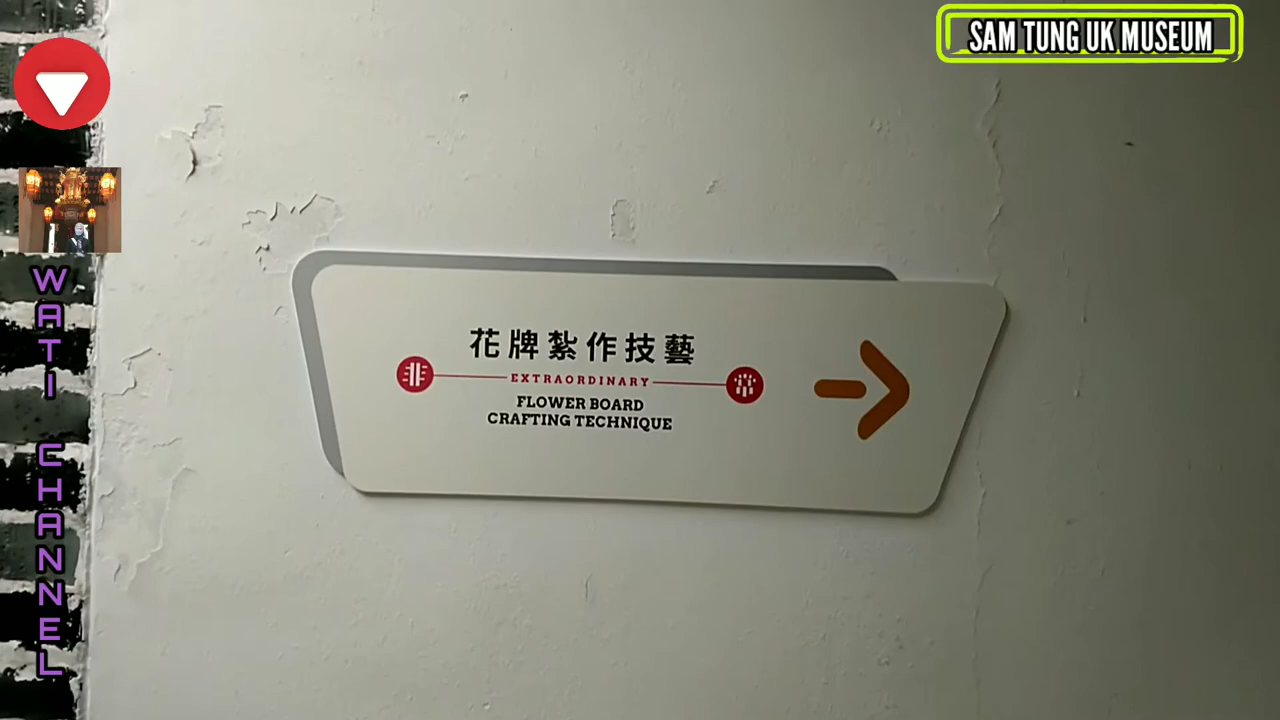 SAM TUNG UK MUSEUM
花牌紮作技藝
EXTRAORDINARY
FLOWER BOARD
CRAFTING TECHNIQUE
WATI CHANNEL